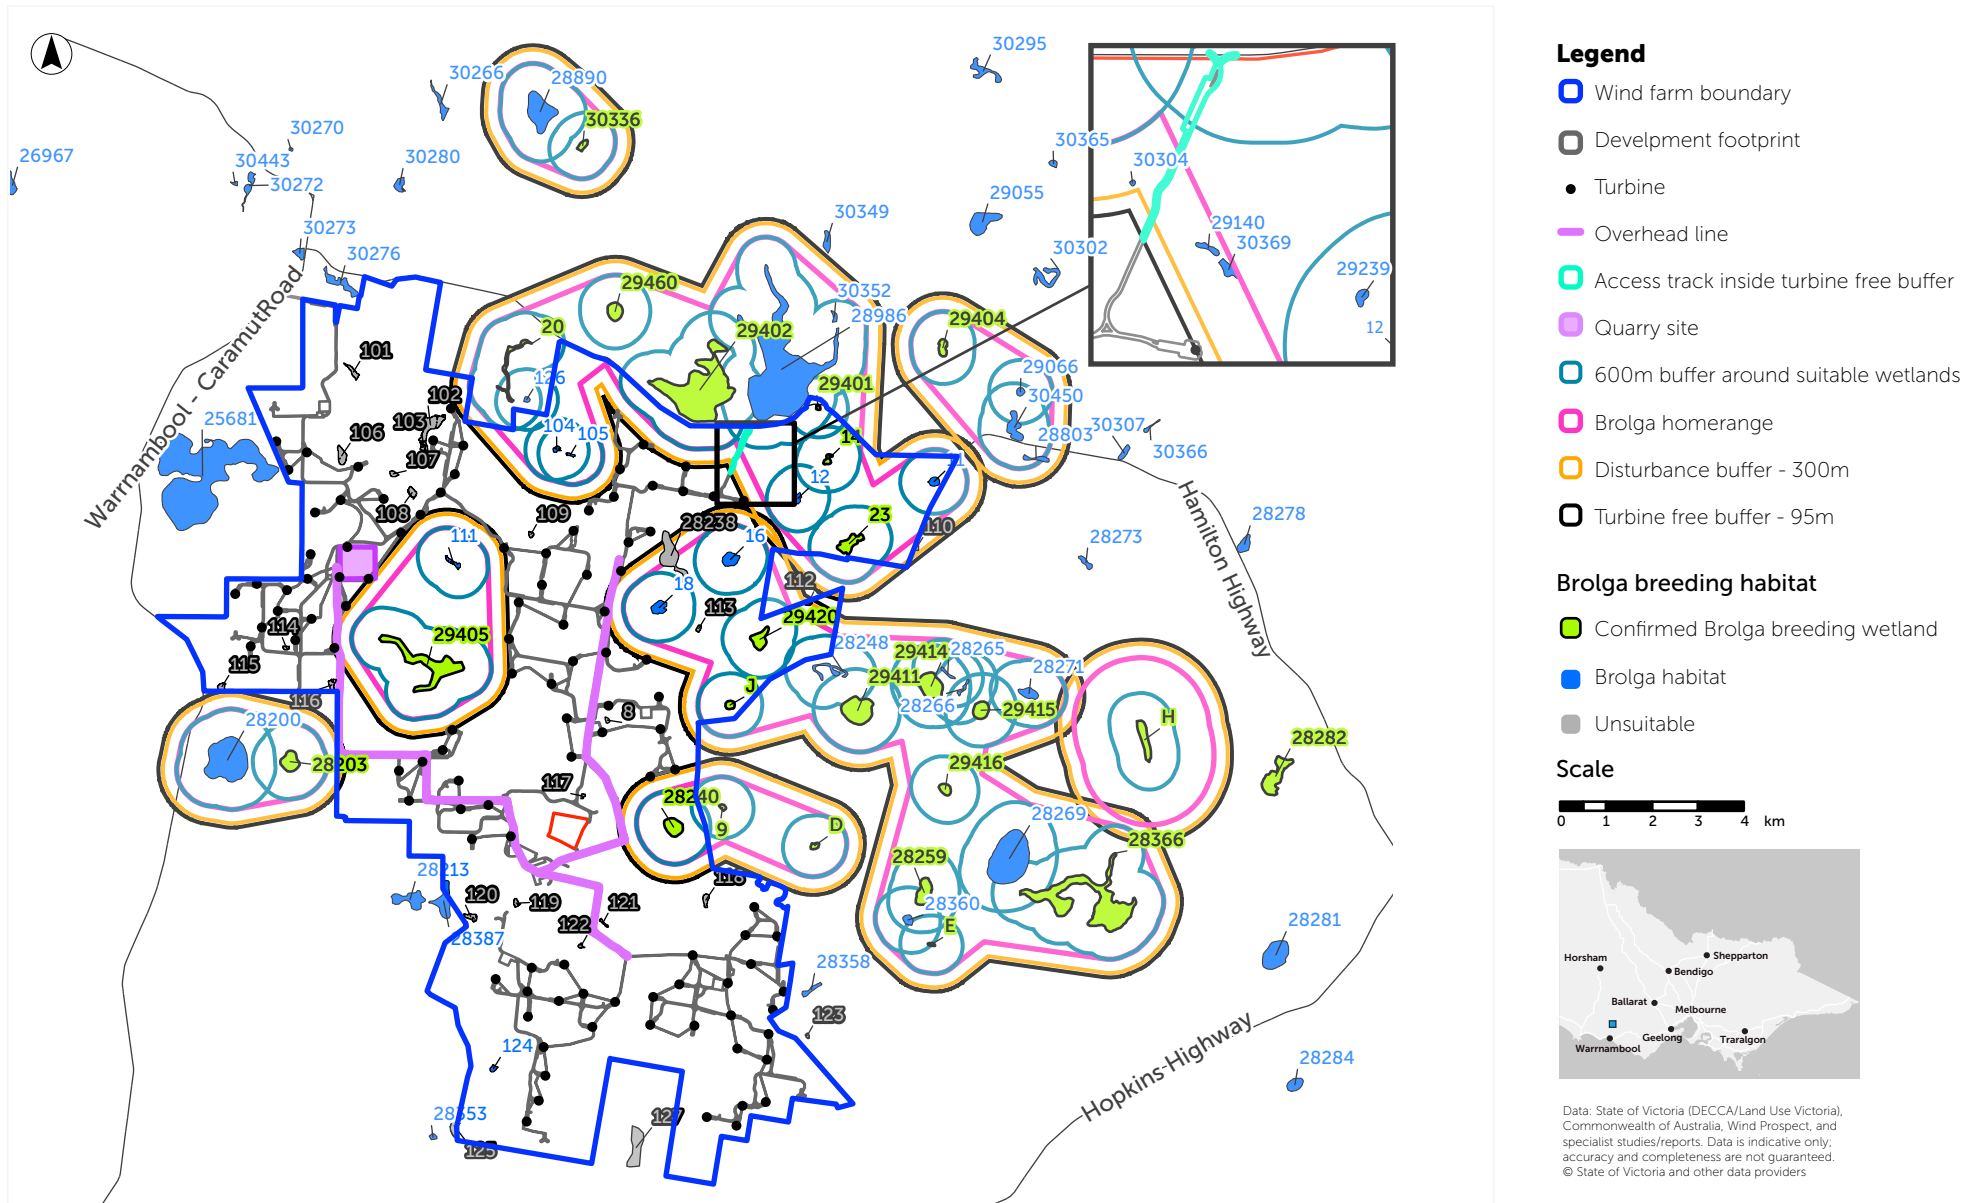 30295
30266
28890
30336
30270
26967
30443
30272
30280
30365
30304
29140
30369
29239
12
29055
30349
30302
30273
30276
29460
30352
28986
20
29402
29404
101
126
29401
29066
30450
102
103
25681
106
104
105
14
28803
30307
30366
107
12
11
108
109
23
28238
110
28278
111
16
28273
18
112
113
29420
114
29405
28248
29414
28265
28271
115
116
29411
J
28266
29415
H
28200
8
28282
28203
29416
117
28240
9
D
28269
28366
28259
28213
118
120
119
121
28360
122
E
28387
28281
28358
123
124
28284
28353
127
125
Warrnambool - CaramutRoad
Hamilton Highway
Hopkins-Highway
Legend
Wind farm boundary
Develpment footprint
Turbine
Overhead line
Access track inside turbine free buffer
Quarry site
600m buffer around suitable wetlands
Brolga homerange
Disturbance buffer - 300m
Turbine free buffer - 95m
Brolga breeding habitat
Confirmed Brolga breeding wetland
Brolga habitat
Unsuitable
Scale
0 1 2 3 4 km
Horsham
Shepparton
Bendigo
Ballarat
Melbourne
Geelong
Traralgon
Warrnambool
Data: State of Victoria (DECCA/Land Use Victoria),
Commonwealth of Australia, Wind Prospect, and
specialist studies/reports. Data is indicative only;
accuracy and completeness are not guaranteed.
© State of Victoria and other data providers